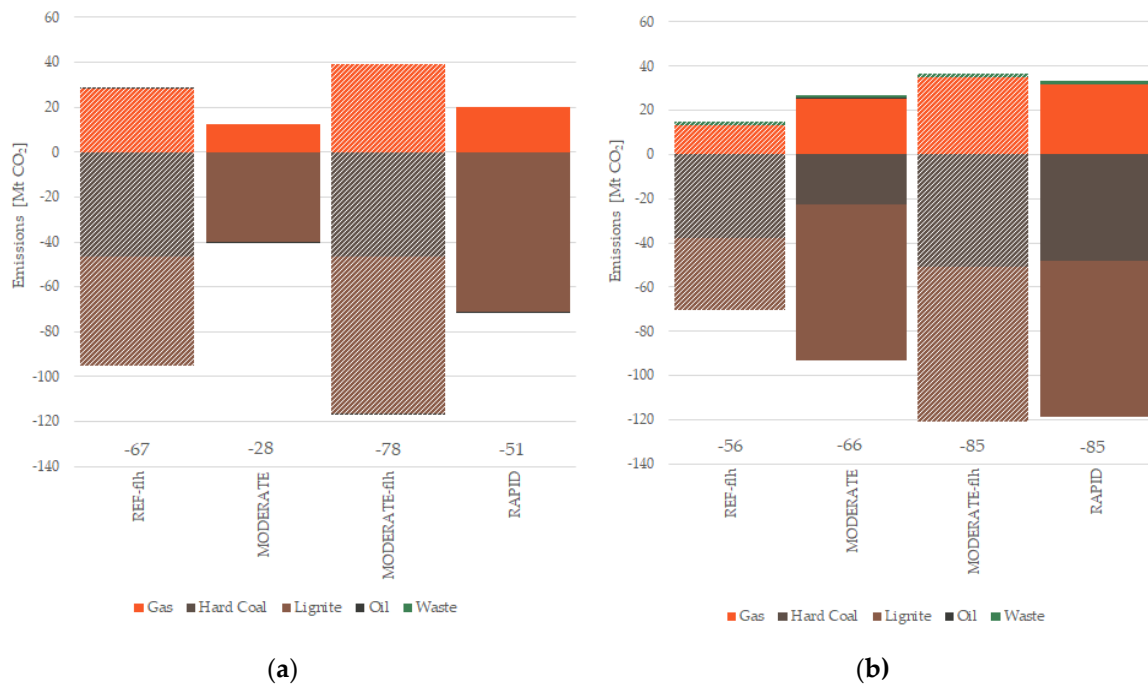 60
40
20
0
-20
-40
-60
-80
-100
-120
-140
Emissions [Mt CO₂]
-67
-28
-78
-51
REF-flh
MODERATE
MODERATE-flh
RAPID
Gas
Hard Coal
Lignite
Oil
Waste
(a)
60
40
20
0
-20
-40
-60
-80
-100
-120
-140
Emissions [Mt CO₂]
-56
-66
-85
-85
REF-flh
MODERATE
MODERATE-flh
RAPID
Gas
Hard Coal
Lignite
Oil
Waste
(b)